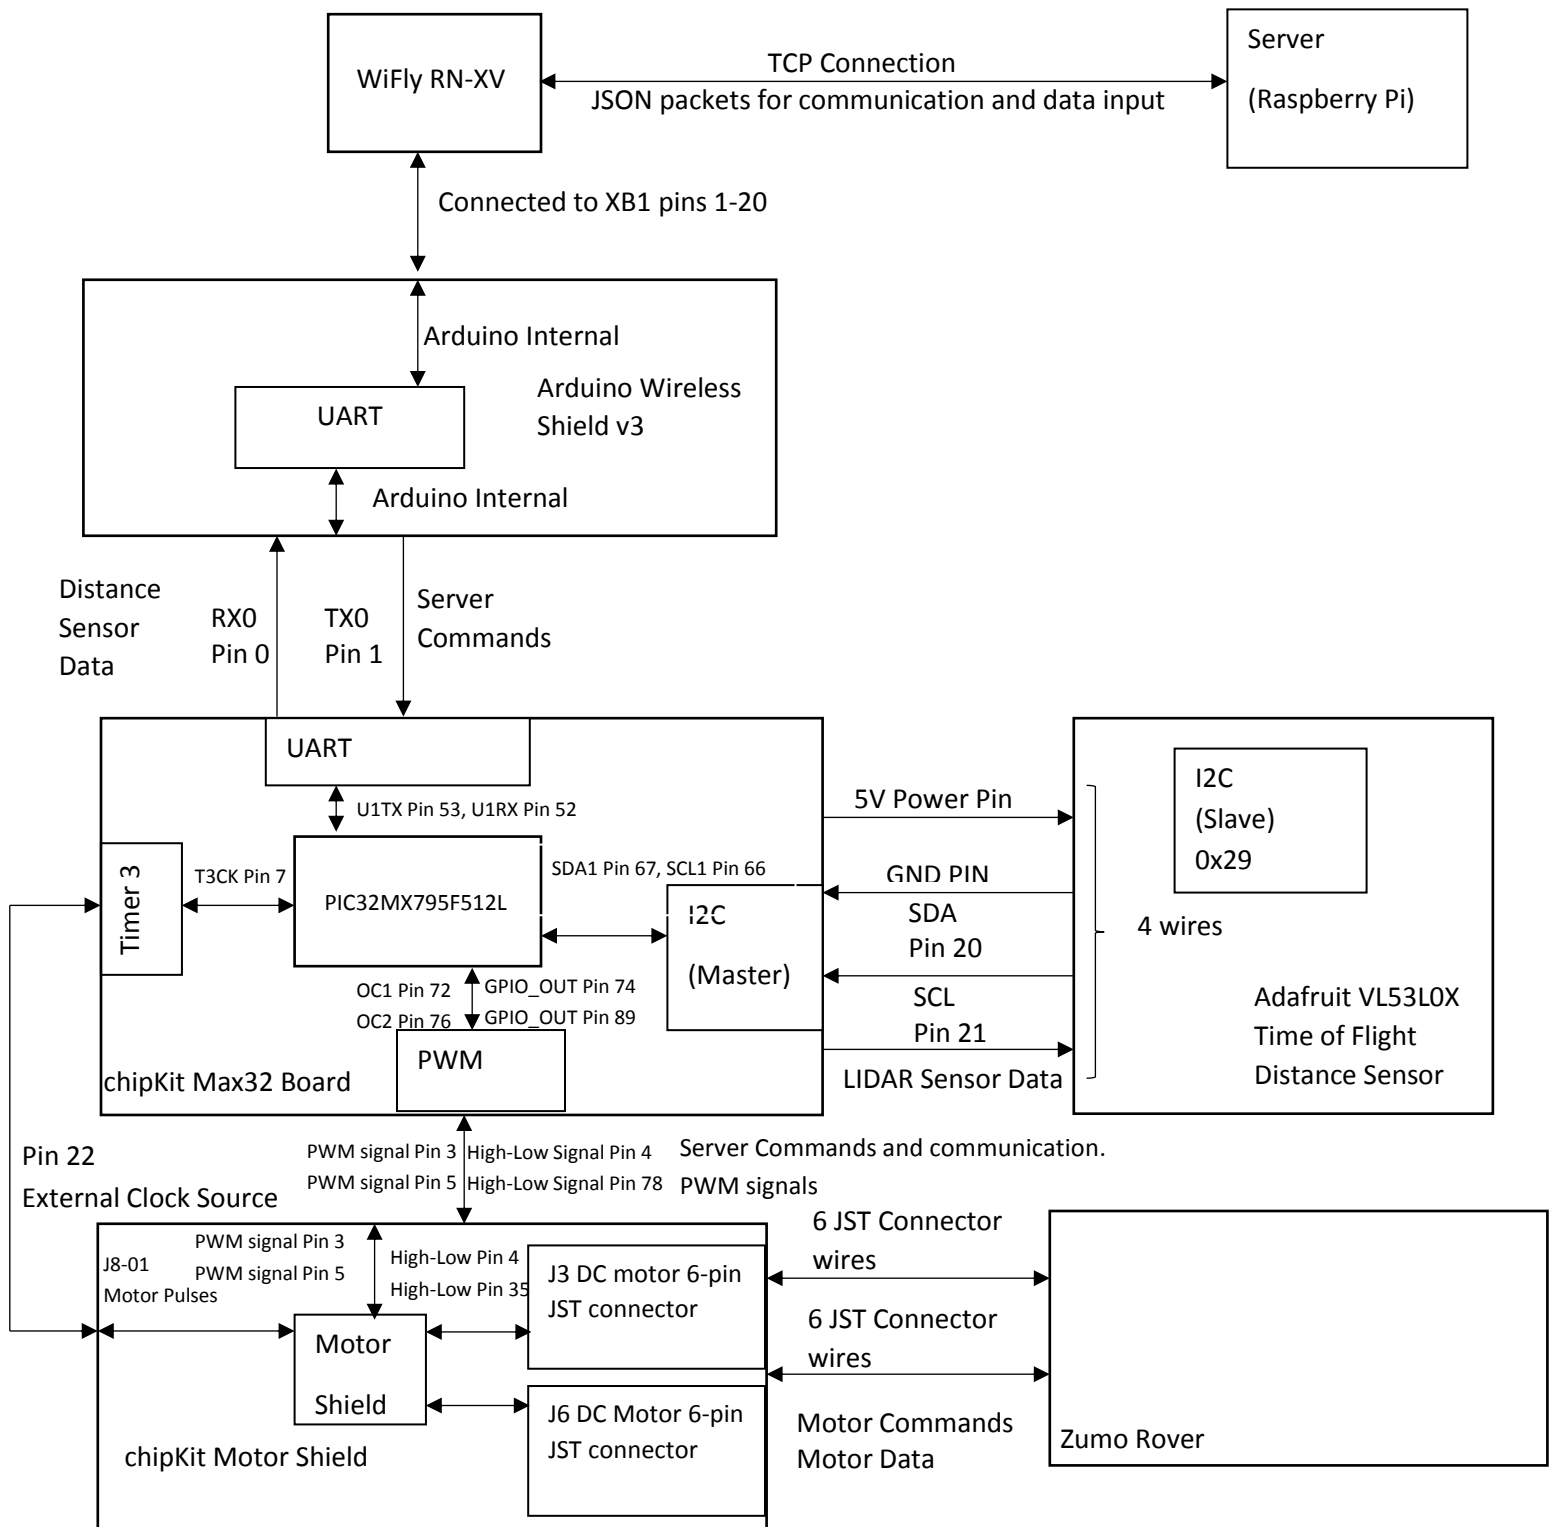 WiFly RN-XV
TCP Connection
JSON packets for communication and data input
Server
(Raspberry Pi)
Connected to XB1 pins 1-20
Arduino Internal
UART
Arduino Wireless
Shield v3
Arduino Internal
Distance
Sensor
Data
RX0
Pin 0
TX0
Pin 1
Server
Commands
UART
U1TX Pin 53, U1RX Pin 52
Timer 3
T3CK Pin 7
PIC32MX795F512L
SDA1 Pin 67, SCL1 Pin 66
I2C
(Master)
OC1 Pin 72
OC2 Pin 76
GPIO_OUT Pin 74
GPIO_OUT Pin 89
PWM
chipKit Max32 Board
5V Power Pin
GND PIN
SDA
Pin 20
SCL
Pin 21
LIDAR Sensor Data
I2C
(Slave)
0x29
4 wires
Adafruit VL53L0X
Time of Flight
Distance Sensor
Pin 22
External Clock Source
PWM signal Pin 3
PWM signal Pin 5
High-Low Signal Pin 4
High-Low Signal Pin 78
Server Commands and communication.
PWM signals
J8-01
Motor Pulses
PWM signal Pin 3
PWM signal Pin 5
High-Low Pin 4
High-Low Pin 35
Motor
Shield
J3 DC motor 6-pin
JST connector
J6 DC Motor 6-pin
JST connector
chipKit Motor Shield
6 JST Connector
wires
6 JST Connector
wires
Motor Commands
Motor Data
Zumo Rover